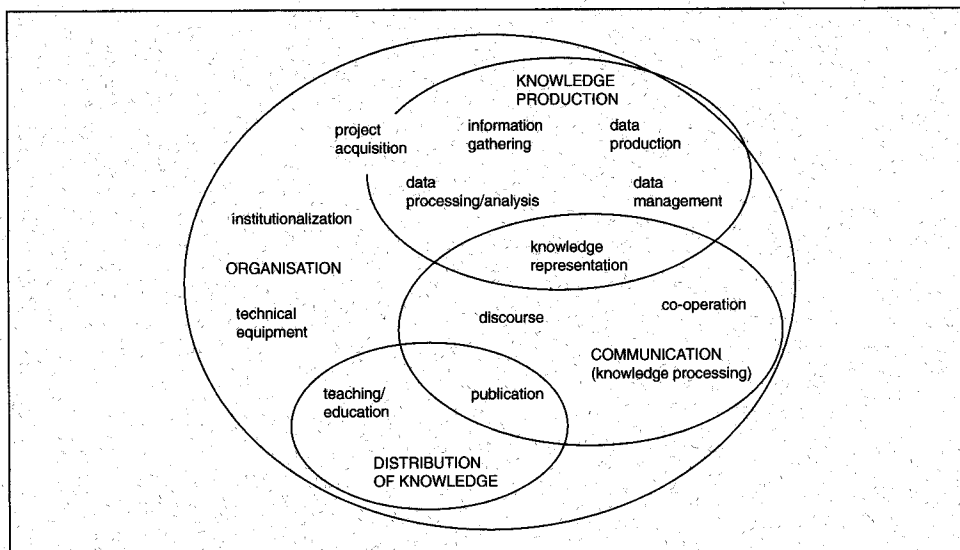 KNOWLEDGE
PRODUCTION
project
acquisition
information
gathering
data
production
data
processing/analysis
data
management
institutionalization
knowledge
representation
ORGANISATION
co-operation
technical
equipment
discourse
COMMUNICATION
(knowledge processing)
teaching/
education
publication
DISTRIBUTION
OF KNOWLEDGE